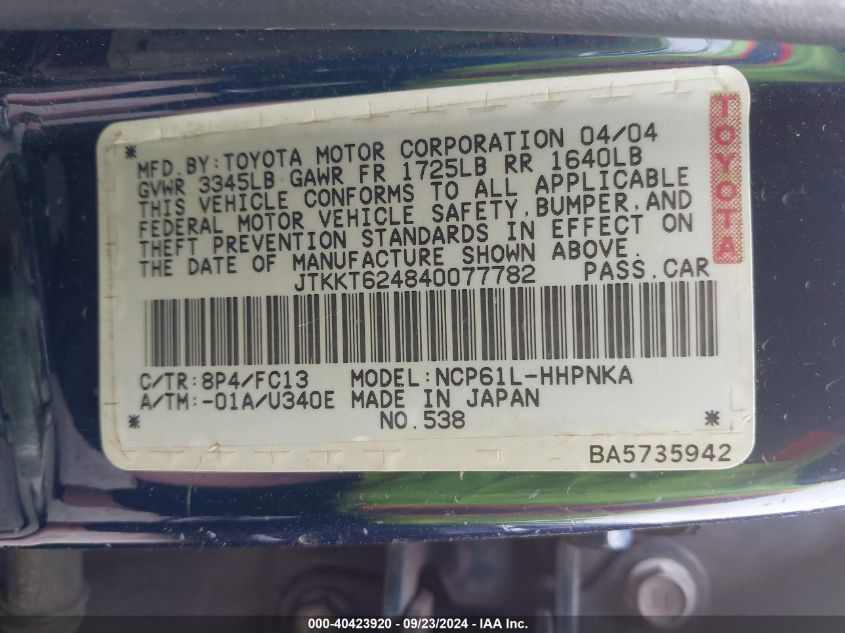 * MFD.BY:TOYOTA MOTOR CORPORATION 04/04
GVWR 3345LB GAWR FR 1725LB RR 1640LB
THIS VEHICLE CONFORMS TO ALL APPLICABLE
FEDERAL MOTOR VEHICLE SAFETY,BUMPER,AND
THEFT PREVENTION STANDARDS IN EFFECT ON
THE DATE OF MANUFACTURE SHOWN ABOVE.
JTKKT624840077782 PASS.CAR
TOYOTA
C/TR:8P4/FC13 MODEL:NCP61L-HHPNKA
A/TM:-01A/U340E MADE IN JAPAN
* NO.538 *
BA5735942
000-40423920 - 09/23/2024 - www.iaai.com